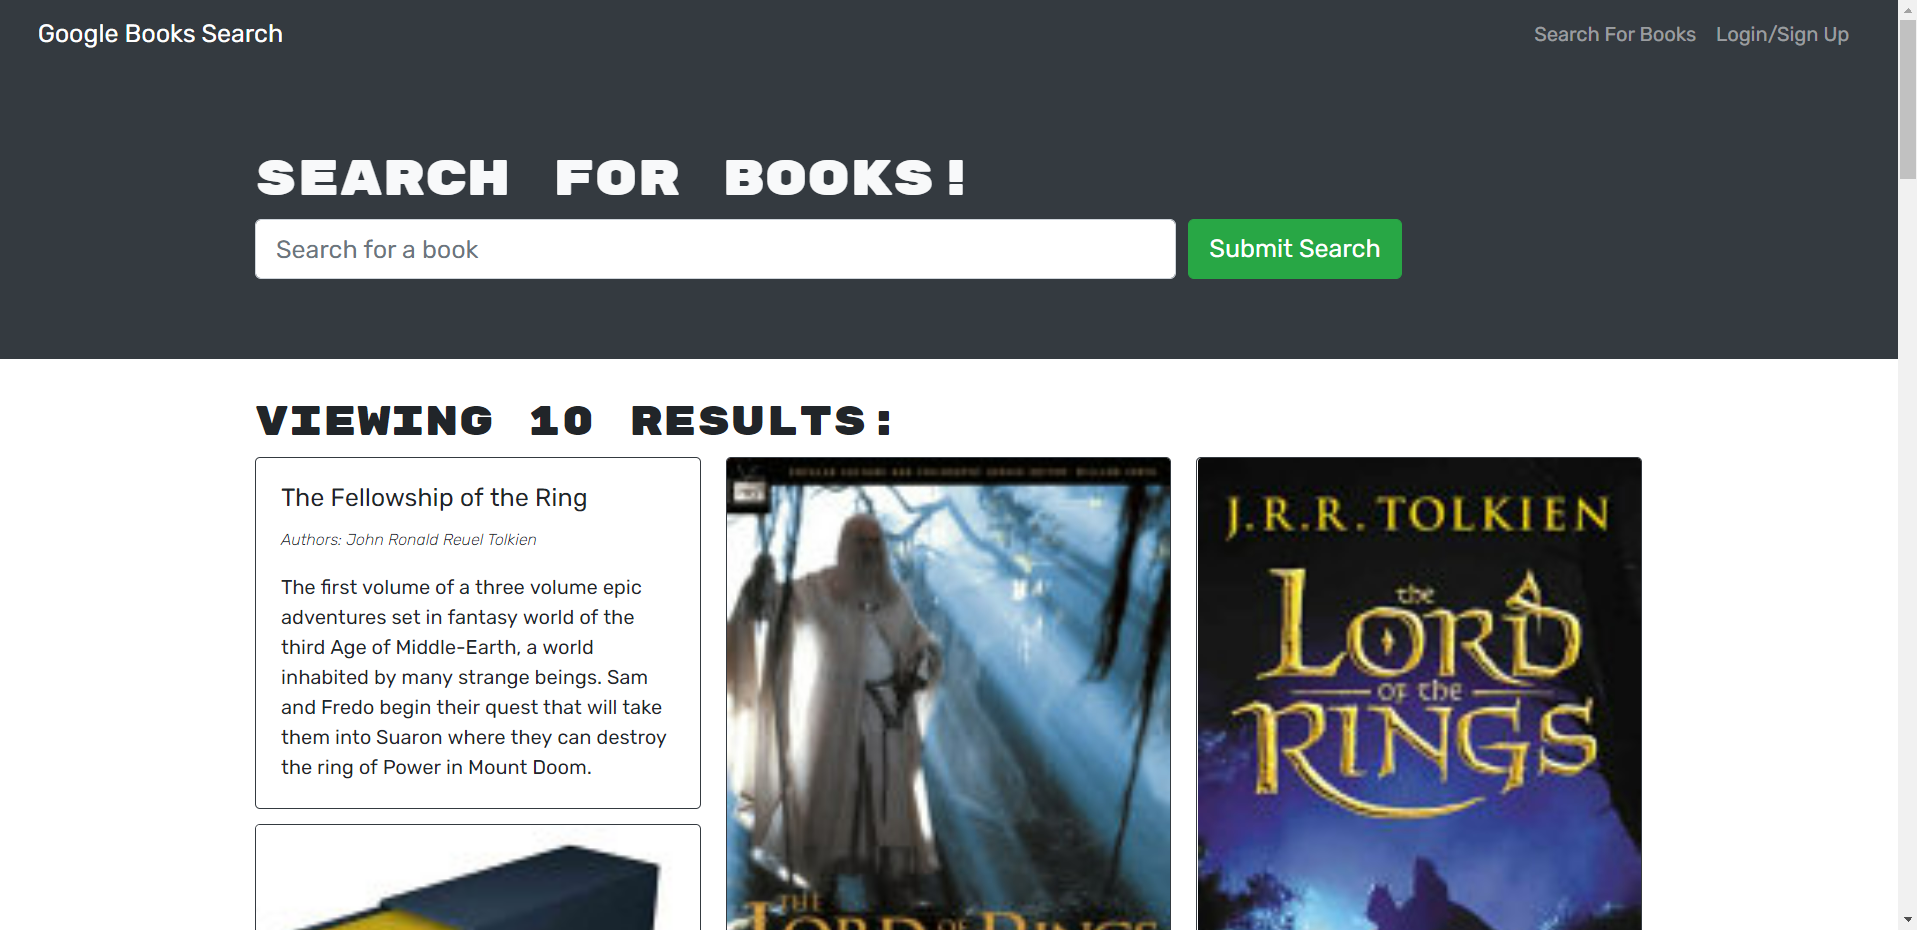 Google Books Search
Search For Books
Login/Sign Up
SEARCH FOR BOOKS!
Search for a book
Submit Search
VIEWING 10 RESULTS:
The Fellowship of the Ring
Authors: John Ronald Reuel Tolkien
The first volume of a three volume epic
adventures set in fantasy world of the
third Age of Middle-Earth, a world
inhabited by many strange beings. Sam
and Fredo begin their quest that will take
them into Suaron where they can destroy
the ring of Power in Mount Doom.
THE
LORD OF RINGS
J.R.R. TOLKIEN
the
LORD
OF the
RINGS